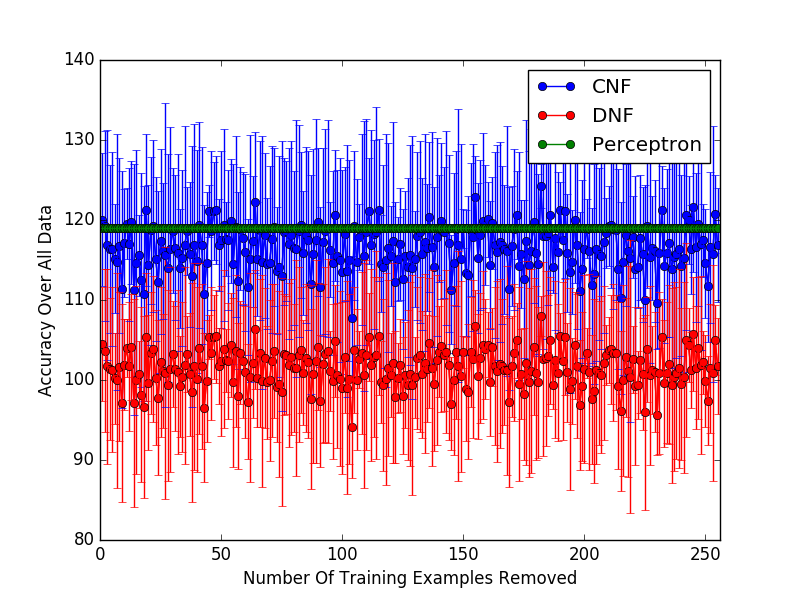 140
130
120
110
100
90
80
0
50
100
150
200
250
Accuracy Over All Data
Number Of Training Examples Removed
CNF
DNF
Perceptron